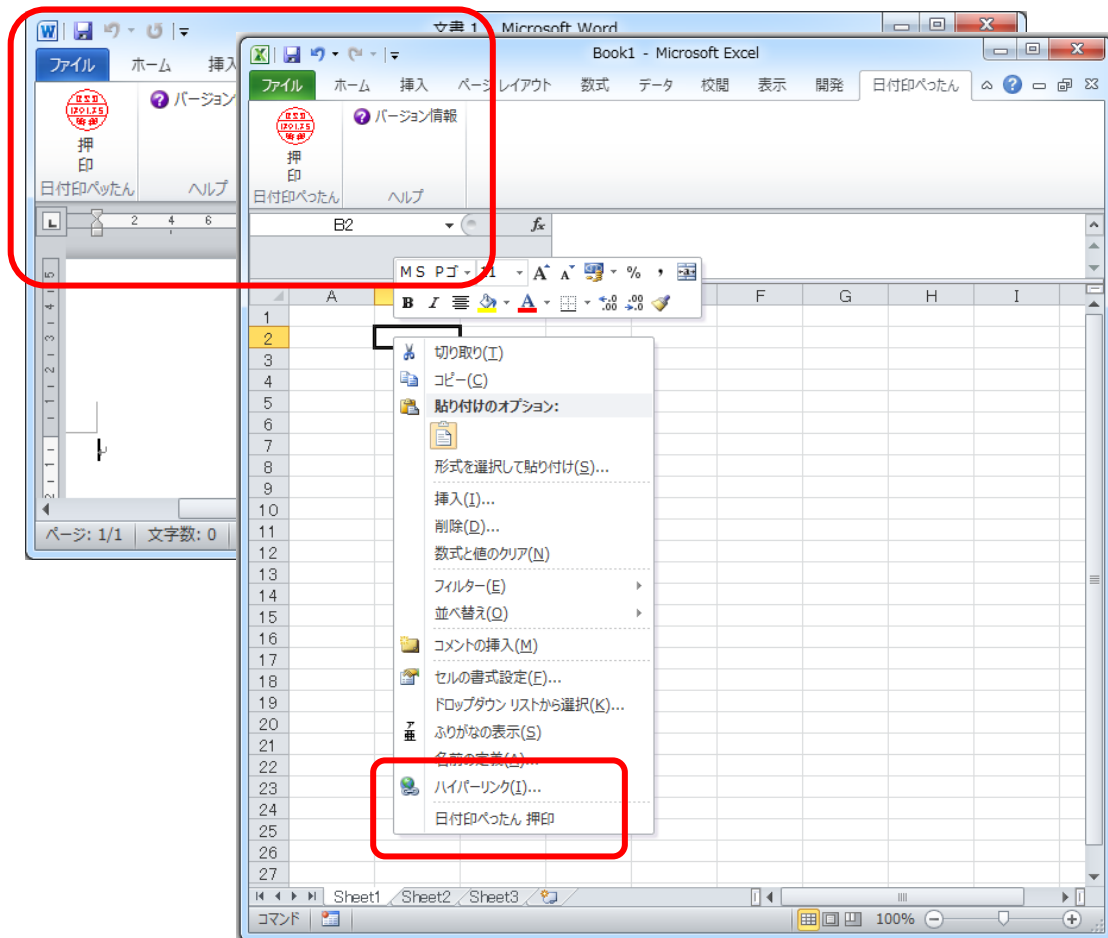 文書 1 - Microsoft Word
ファイル ホーム 挿入
バージョン
押
印
日付印ペッたん ヘルプ
2 4 6
ページ: 1/1 文字数: 0
Book1 - Microsoft Excel
ファイル ホーム 挿入 ページ レイアウト 数式 データ 校閲 表示 開発 日付印ぺったん
バージョン情報
押
印
日付印ぺったん ヘルプ
B2 fx
MS Pゴ 11 A A % ,
B I A .00 .00
A F G H I
1
2
3
4
5
6
7
8
9
10
11
12
13
14
15
16
17
18
19
20
21
22
23
24
25
26
27
切り取り(T)
コピー(C)
貼り付けのオプション:
形式を選択して貼り付け(S)...
挿入(I)...
削除(D)...
数式と値のクリア(N)
フィルター(E)
並べ替え(O)
コメントの挿入(M)
セルの書式設定(F)...
ドロップダウン リストから選択(K)...
ふりがなの表示(S)
名前の定義(A)...
ハイパーリンク(I)...
日付印ぺったん 押印
Sheet1 Sheet2 Sheet3
コマンド 100%